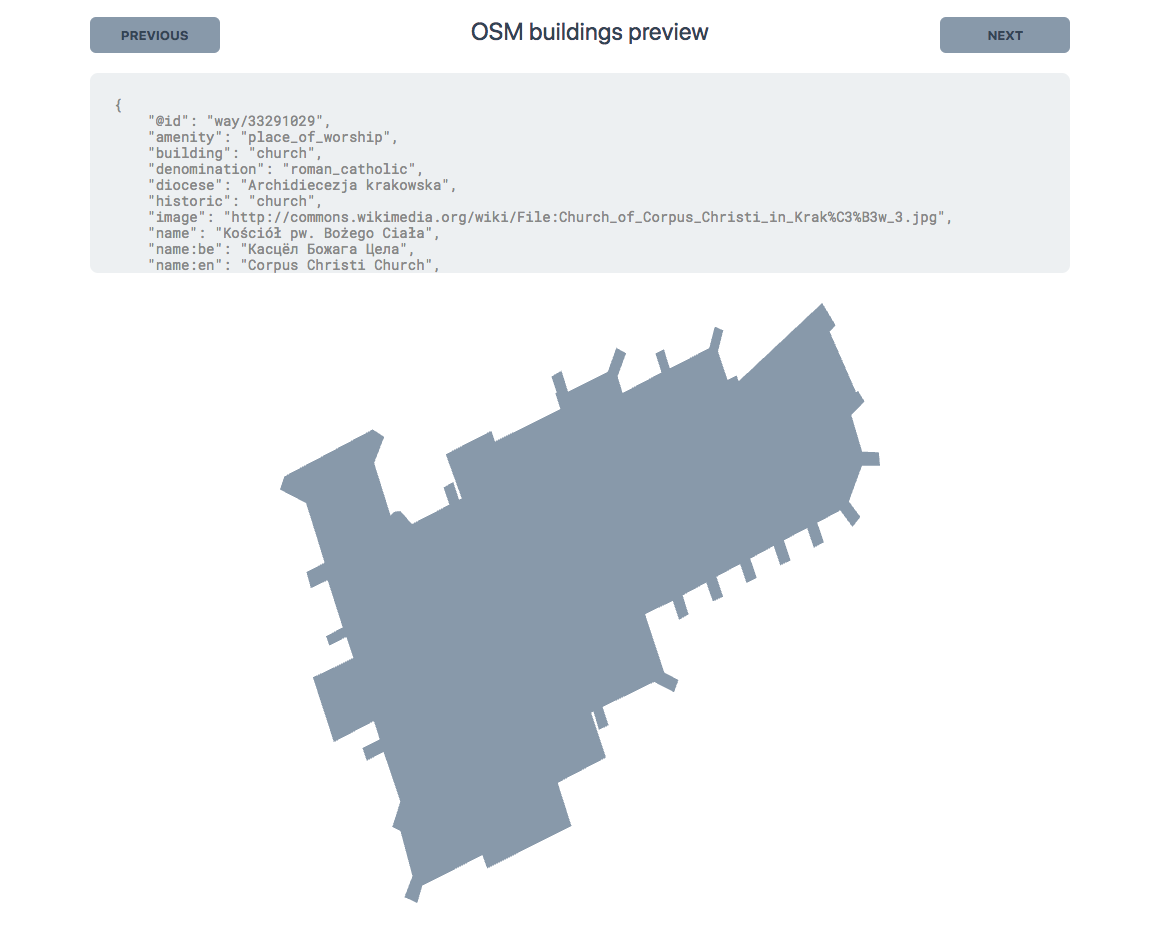 PREVIOUS
OSM buildings preview
NEXT
{
"@id": "way/33291029",
"amenity": "place_of_worship",
"building": "church",
"denomination": "roman_catholic",
"diocese": "Archidiecezja krakowska",
"historic": "church",
"image": "http://commons.wikimedia.org/wiki/File:Church_of_Corpus_Christi_in_Krak%C3%B3w_3.jpg",
"name": "Kościół pw. Bożego Ciała",
"name:be": "Касцёл Божага Цела",
"name:en": "Corpus Christi Church",